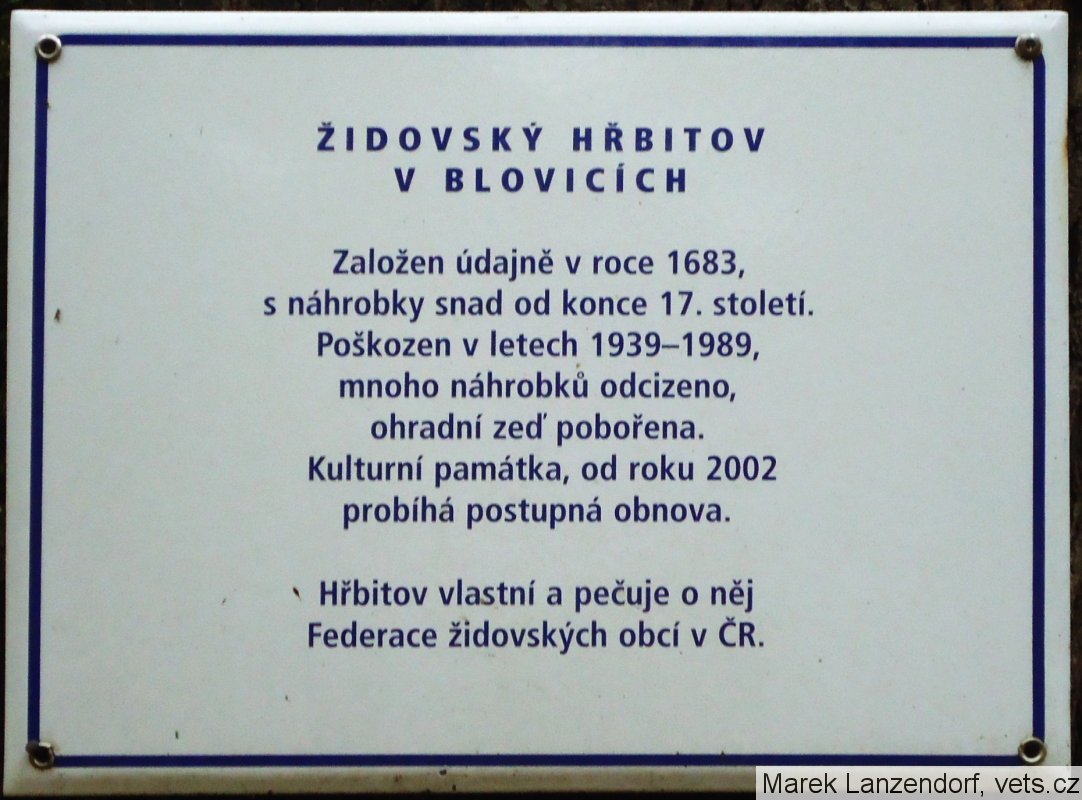 ŽIDOVSKÝ HŘBITOV
V BLOVICÍCH
Založen údajně v roce 1683,
s náhrobky snad od konce 17. století.
Poškozen v letech 1939–1989,
mnoho náhrobků odcizeno,
ohradní zeď pobořena.
Kulturní památka, od roku 2002
probíhá postupná obnova.
Hřbitov vlastní a pečuje o něj
Federace židovských obcí v ČR.
Marek Lanzendorf, vets.cz